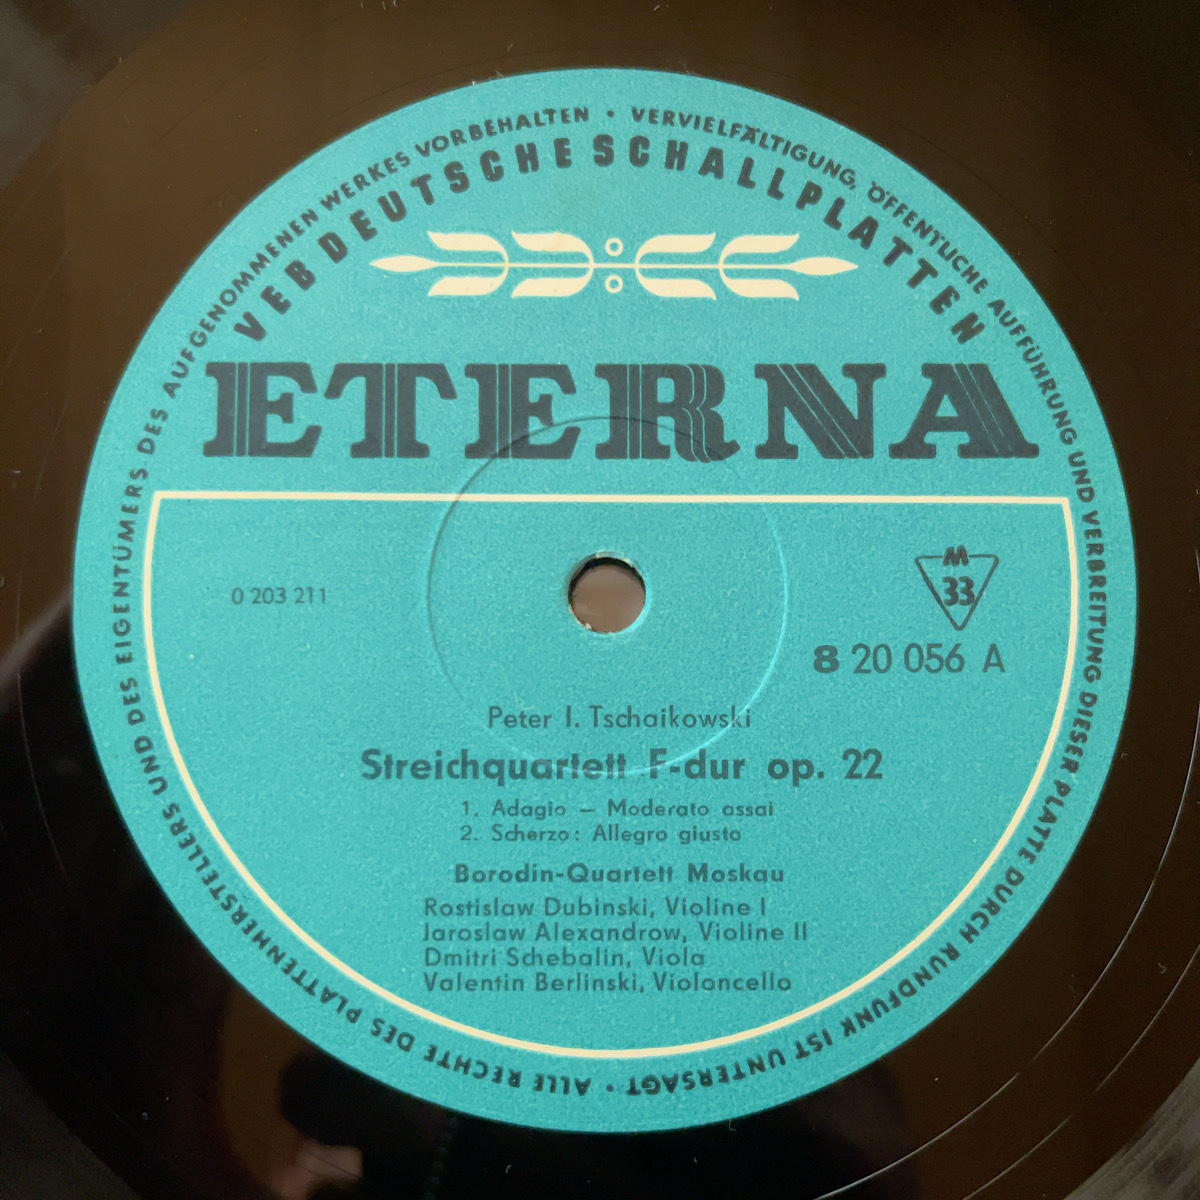 ALLE RECHTE DES PLATTENHERSTELLERS UND DES EIGENTÜMERS DES AUFGENOMMENEN WERKES VORBEHALTEN · VERVIELFÄLTIGUNG, ÖFFENTLICHE AUFFÜHRUNG UND VERBREITUNG DIESER PLATTE DURCH RUNDFUNK IST UNTERSAGT ·
VEB DEUTSCHE SCHALLPLATTEN
ETERNA
0 203 211
M
33
8 20 056 A
Peter I. Tschaikowski
Streichquartett F-dur op. 22
1. Adagio – Moderato assai
2. Scherzo: Allegro giusto
Borodin-Quartett Moskau
Rostislaw Dubinski, Violine I
Jaroslaw Alexandrow, Violine II
Dmitri Schebalin, Viola
Valentin Berlinski, Violoncello